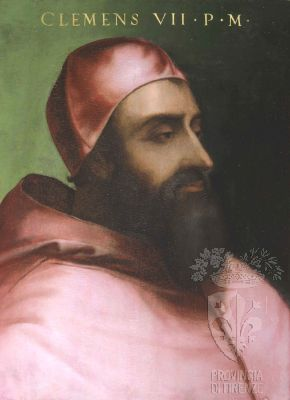 CLEMENS VII · P · M ·
PROVINCIA
DI FIRENZE